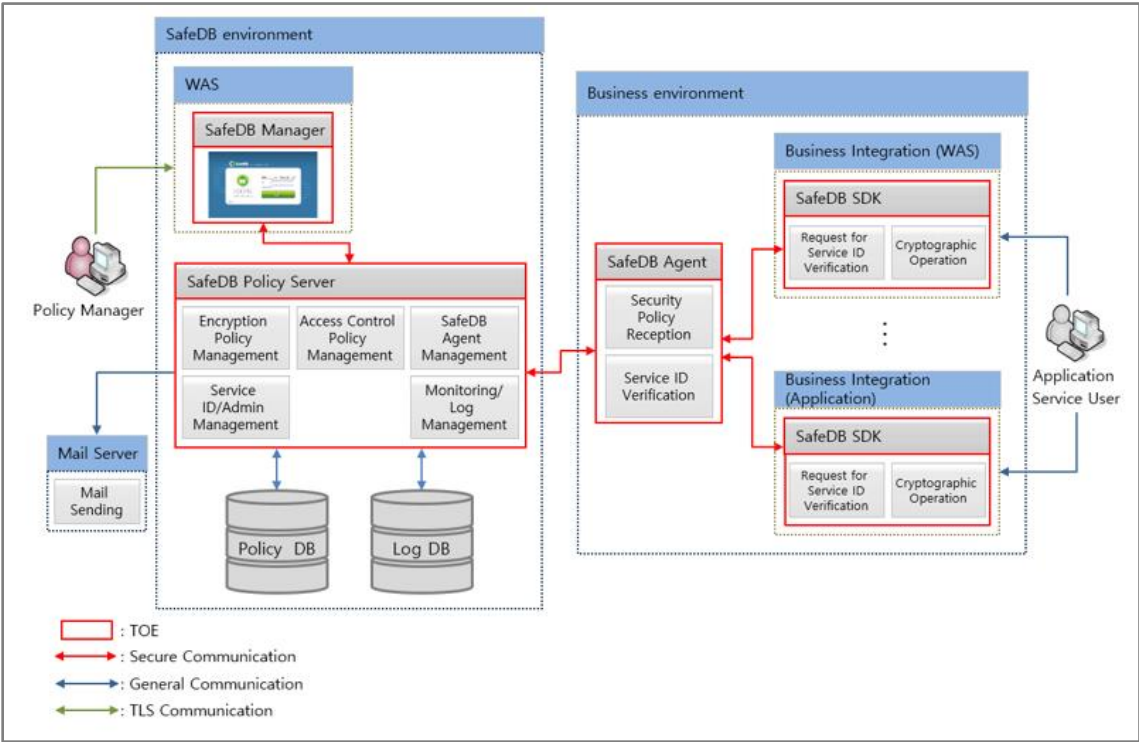 SafeDB environment
WAS
SafeDB Manager
Policy Manager
SafeDB Policy Server
Encryption
Policy
Management
Access Control
Policy
Management
SafeDB
Agent
Management
Service
ID/Admin
Management
Monitoring/
Log
Management
Mail Server
Mail
Sending
Policy DB
Log DB
Business environment
SafeDB Agent
Security
Policy
Reception
Service ID
Verification
Business Integration (WAS)
SafeDB SDK
Request for
Service ID
Verification
Cryptographic
Operation
⋮
Business Integration
(Application)
SafeDB SDK
Request for
Service ID
Verification
Cryptographic
Operation
Application
Service User
: TOE
: Secure Communication
: General Communication
: TLS Communication